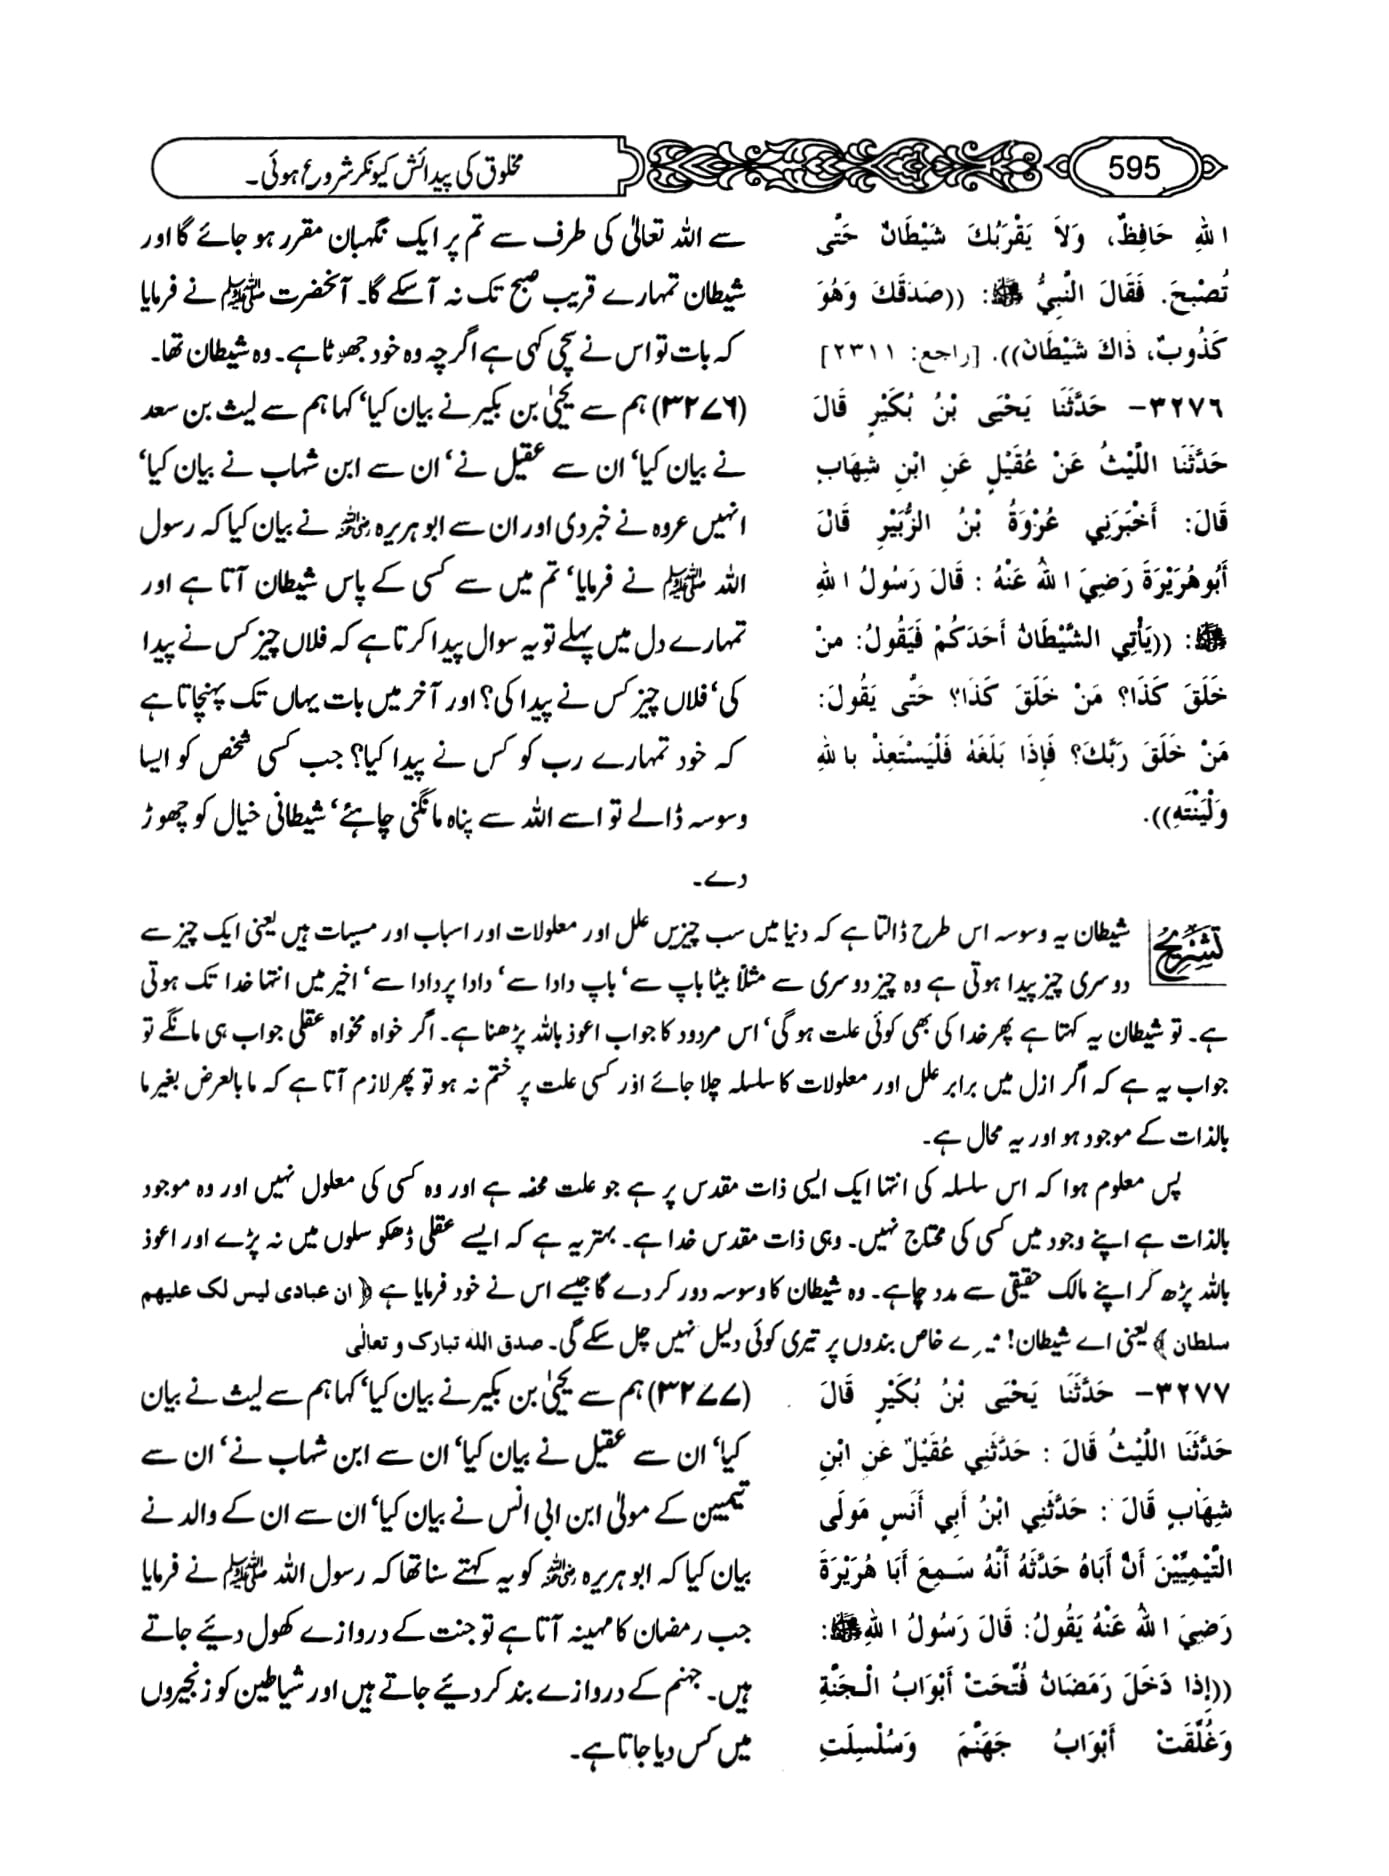 595
مخلوق کی پیدائش کیونکر شروع ہوئی۔
اللهِ حَافِظٌ، وَلاَ يَقْرَبُكَ شَيْطَانٌ حَتَّى
تُصْبِحَ. فَقَالَ النَّبِيُّ ﷺ: ((صَدَقَكَ وَهُوَ
كَذُوبٌ، ذَاكَ شَيْطَانٌ)). [راجع: ٢٣١١]
٣٢٧٦- حَدَّثَنَا يَحْيَى بْنُ بُكَيْرٍ قَالَ
حَدَّثَنَا اللَّيْثُ عَنْ عُقَيْلٍ عَنِ ابْنِ شِهَابٍ
قَالَ: أَخْبَرَنِي عُرْوَةُ بْنُ الزُّبَيْرِ قَالَ
أَبُوهُرَيْرَةَ رَضِيَ اللهُ عَنْهُ : قَالَ رَسُولُ اللهِ
ﷺ: ((يَأْتِي الشَّيْطَانُ أَحَدَكُمْ فَيَقُولُ: مَنْ
خَلَقَ كَذَا؟ مَنْ خَلَقَ كَذَا؟ حَتَّى يَقُولَ:
مَنْ خَلَقَ رَبَّكَ؟ فَإِذَا بَلَغَهُ فَلْيَسْتَعِذْ بِاللهِ
وَلْيَنْتَهِ)).
سے اللہ تعالیٰ کی طرف سے تم پر ایک نگہبان مقرر ہو جائے گا اور
شیطان تمہارے قریب صبح تک نہ آسکے گا۔ آنحضرت ﷺ نے فرمایا
کہ بات تو اس نے سچی کہی ہے اگرچہ وہ خود جھوٹا ہے۔ وہ شیطان تھا۔
(۳۲۷۶) ہم سے یحییٰ بن بکیر نے بیان کیا‘ کہا ہم سے لیث بن سعد
نے بیان کیا‘ ان سے عقیل نے‘ ان سے ابن شہاب نے بیان کیا‘
انہیں عروہ نے خبر دی اور ان سے ابو ہریرہ رضی اللہ عنہ نے بیان کیا کہ رسول
اللہ ﷺ نے فرمایا‘ تم میں سے کسی کے پاس شیطان آتا ہے اور
تمہارے دل میں پہلے تو یہ سوال پیدا کرتا ہے کہ فلاں چیز کس نے پیدا
کی‘ فلاں چیز کس نے پیدا کی؟ اور آخر میں بات یہاں تک پہنچاتا ہے
کہ خود تمہارے رب کو کس نے پیدا کیا؟ جب کسی شخص کو ایسا
وسوسہ ڈالے تو اسے اللہ سے پناہ مانگنی چاہئے‘ شیطانی خیال کو چھوڑ
دے۔
تشریح شیطان یہ وسوسہ اس طرح ڈالتا ہے کہ دنیا میں سب چیزیں علل اور معلولات اور اسباب اور مسببات ہیں یعنی ایک چیز سے
دوسری چیز پیدا ہوتی ہے وہ چیز دوسری سے مثلاً بیٹا باپ سے‘ باپ دادا سے‘ دادا پردادا سے‘ اخیر میں انتہا خدا تک ہوتی
ہے۔ تو شیطان یہ کہتا ہے پھر خدا کی بھی کوئی علت ہو گی‘ اس مردود کا جواب اعوذ باللہ پڑھنا ہے۔ اگر خواہ مخواہ عقلی جواب ہی مانگے تو
جواب یہ ہے کہ اگر ازل میں برابر علل اور معلولات کا سلسلہ چلا جائے اور کسی علت پر ختم نہ ہو تو پھر لازم آتا ہے کہ ما بالعرض بغیر ما
بالذات کے موجود ہو اور یہ محال ہے۔
پس معلوم ہوا کہ اس سلسلہ کی انتہا ایک ایسی ذات مقدس پر ہے جو علت محضہ ہے اور وہ کسی کی معلول نہیں اور وہ موجود
بالذات ہے اپنے وجود میں کسی کی محتاج نہیں۔ وہی ذات مقدس خدا ہے۔ بہتر یہ ہے کہ ایسے عقلی ڈھکوسلوں میں نہ پڑے اور اعوذ
باللہ پڑھ کر اپنے مالک حقیقی سے مدد چاہے۔ وہ شیطان کا وسوسہ دور کر دے گا جیسے اس نے خود فرمایا ہے ﴿ ان عبادی لیس لک علیھم
سلطان ﴾ یعنی اے شیطان! میرے خاص بندوں پر تیری کوئی دلیل نہیں چل سکے گی۔ صدق اللہ تبارک و تعالٰی
٣٢٧٧- حَدَّثَنَا يَحْيَى بْنُ بُكَيْرٍ قَالَ
حَدَّثَنَا اللَّيْثُ قَالَ : حَدَّثَنِي عُقَيْلٌ عَنِ ابْنِ
شِهَابٍ قَالَ : حَدَّثَنِي ابْنُ أَبِي أَنَسٍ مَولَى
التَّيْمِيِّيْنَ أَنَّ أَبَاهُ حَدَّثَهُ أَنَّهُ سَمِعَ أَبَا هُرَيْرَةَ
رَضِيَ اللهُ عَنْهُ يَقُولُ: قَالَ رَسُولُ اللهِ ﷺ:
((إِذَا دَخَلَ رَمَضَانُ فُتِّحَتْ أَبْوَابُ الْجَنَّةِ
وَغُلِّقَتْ أَبْوَابُ جَهَنَّمَ وَسُلْسِلَتِ
(۳۲۷۷) ہم سے یحییٰ بن بکیر نے بیان کیا‘ کہا ہم سے لیث نے بیان
کیا‘ ان سے عقیل نے بیان کیا‘ ان سے ابن شہاب نے‘ ان سے
تیمیین کے مولیٰ ابن ابی انس نے بیان کیا‘ ان سے ان کے والد نے
بیان کیا کہ ابو ہریرہ رضی اللہ عنہ کو یہ کہتے سنا تھا کہ رسول اللہ ﷺ نے فرمایا
جب رمضان کا مہینہ آتا ہے تو جنت کے دروازے کھول دیئے جاتے
ہیں۔ جہنم کے دروازے بند کر دیئے جاتے ہیں اور شیاطین کو زنجیروں
میں کس دیا جاتا ہے۔